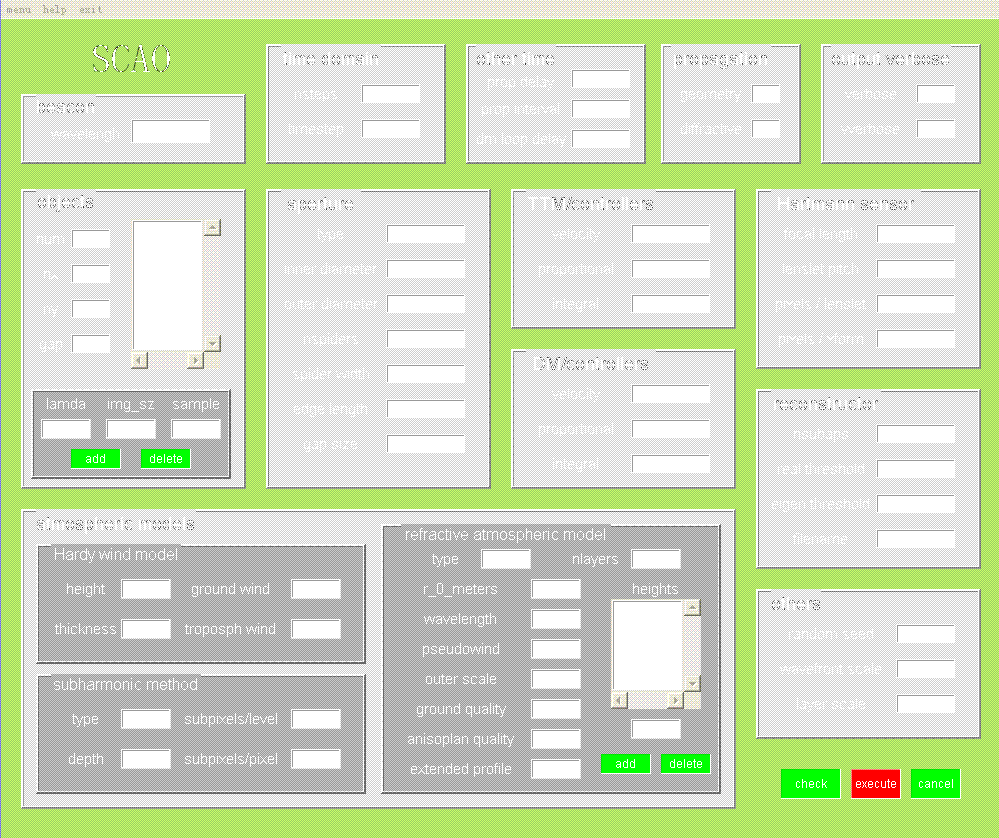 menu help exit
SCAO
beacon
wavelengh
time domain
nsteps
timestep
other time
prop delay
prop interval
dm loop delay
propagation
geometry
diffractive
output verbose
verbose
vverbose
objects
num
nx
ny
gap
lamda img_sz sample
add delete
aperture
type
inner diameter
outer diameter
nspiders
spider width
edge length
gap size
TTM/controllers
velocity
proportional
integral
DM/controllers
velocity
proportional
integral
Hartmann sensor
focal length
lenslet pitch
pixels / lenslet
pixels / xform
reconstructor
nsubaps
real threshold
eigen threshold
filename
atmospheric models
Hardy wind model
height ground wind
thickness troposph wind
subharmonic method
type subpixels/level
depth subpixels/pixel
refractive atmospheric model
type nlayers
r_0_meters
wavelength
pseudowind
outer scale
ground quality
anisoplan quality
extended profile
heights
add delete
others
random seed
wavefront scale
layer scale
check execute cancel